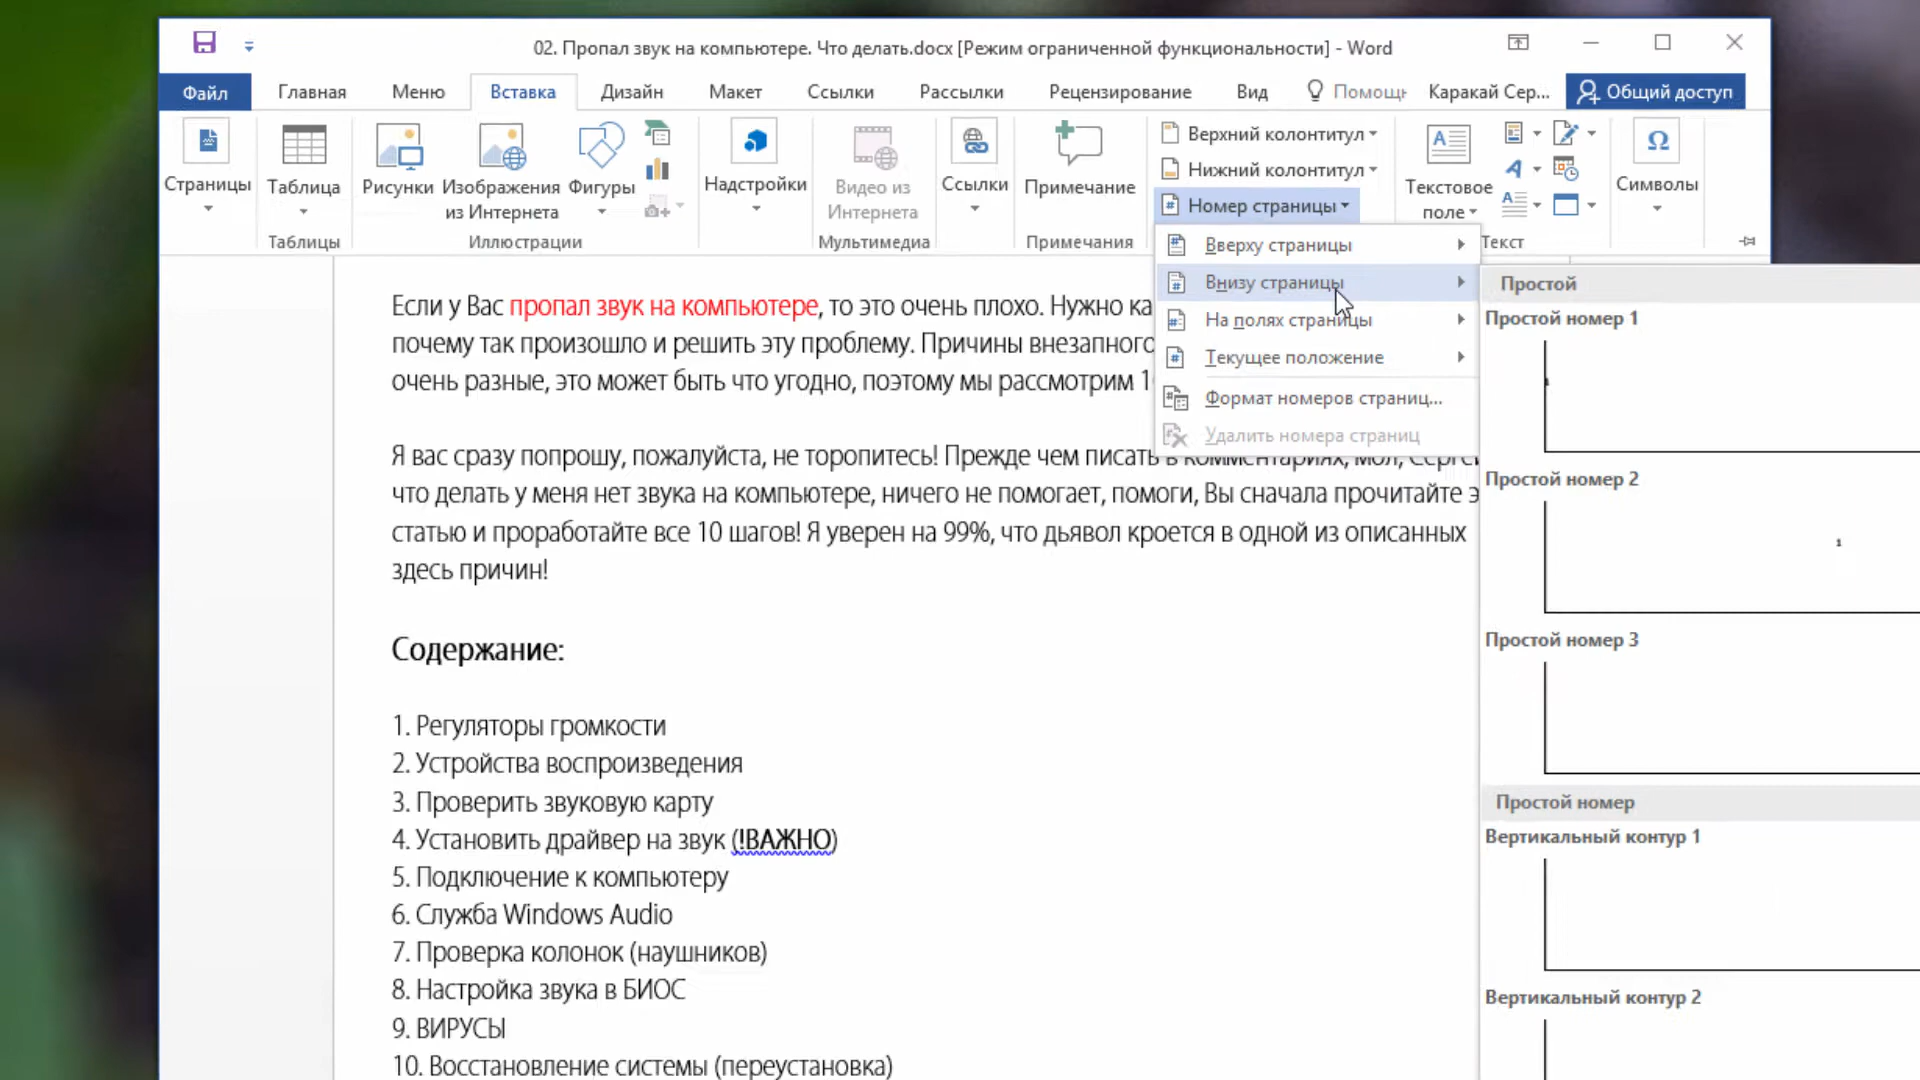 02. Пропал звук на компьютере. Что делать.docx [Режим ограниченной функциональности] - Word
Файл Главная Меню Вставка Дизайн Макет Ссылки Рассылки Рецензирование Вид Помощь Каракай Сер... Общий доступ
Страницы
Таблица
Таблицы
Рисунки
Изображения из Интернета
Фигуры
Иллюстрации
Надстройки
Видео из Интернета
Мультимедиа
Ссылки
Примечание
Примечания
Верхний колонтитул
Нижний колонтитул
Номер страницы
Текстовое поле
Текст
Символы
Вверху страницы
Внизу страницы
На полях страницы
Текущее положение
Формат номеров страниц...
Удалить номера страниц
Простой
Простой номер 1
Простой номер 2
1
Простой номер 3
Простой номер
Вертикальный контур 1
Вертикальный контур 2
Если у Вас пропал звук на компьютере, то это очень плохо. Нужно
почему так произошло и решить эту проблему. Причины внезапного
очень разные, это может быть что угодно, поэтому мы рассмотрим
Я вас сразу попрошу, пожалуйста, не торопитесь! Прежде чем писать в комментариях, мол,
что делать у меня нет звука на компьютере, ничего не помогает, помоги, Вы сначала прочитайте
статью и проработайте все 10 шагов! Я уверен на 99%, что дьявол кроется в одной из описанных
здесь причин!
Содержание:
1. Регуляторы громкости
2. Устройства воспроизведения
3. Проверить звуковую карту
4. Установить драйвер на звук (!ВАЖНО)
5. Подключение к компьютеру
6. Служба Windows Audio
7. Проверка колонок (наушников)
8. Настройка звука в БИОС
9. ВИРУСЫ
10. Восстановление системы (переустановка)